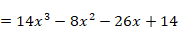 = 14x³ − 8x² − 26x + 14